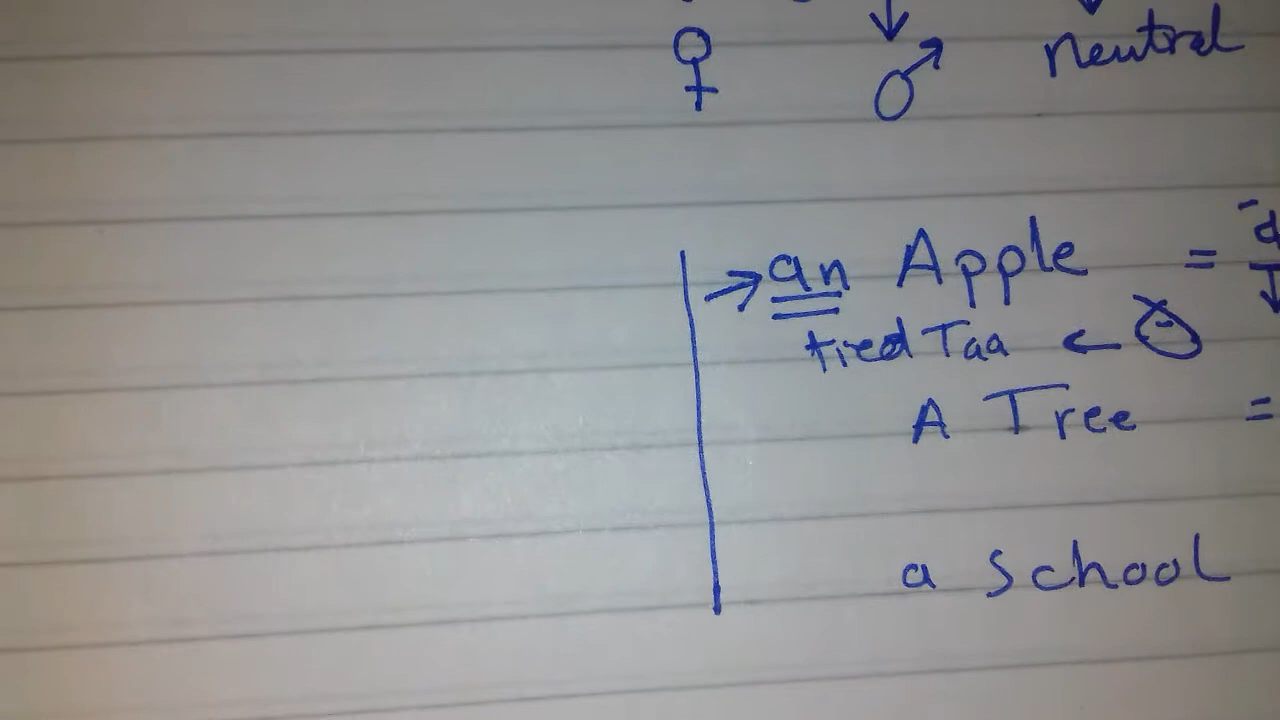 ♀ ♂ neutral
→ an Apple =
tied Taa ←
A Tree =
a school